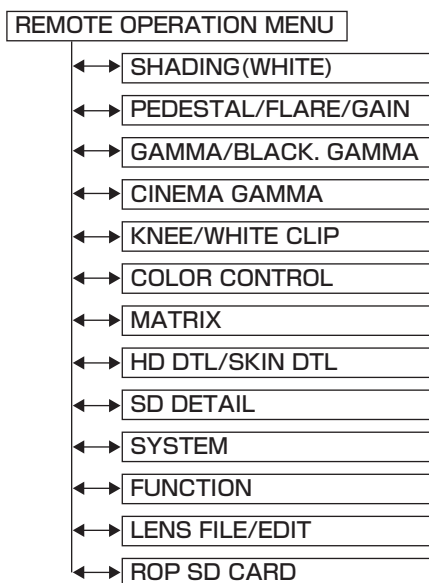 REMOTE OPERATION MENU
SHADING(WHITE)
PEDESTAL/FLARE/GAIN
GAMMA/BLACK. GAMMA
CINEMA GAMMA
KNEE/WHITE CLIP
COLOR CONTROL
MATRIX
HD DTL/SKIN DTL
SD DETAIL
SYSTEM
FUNCTION
LENS FILE/EDIT
ROP SD CARD